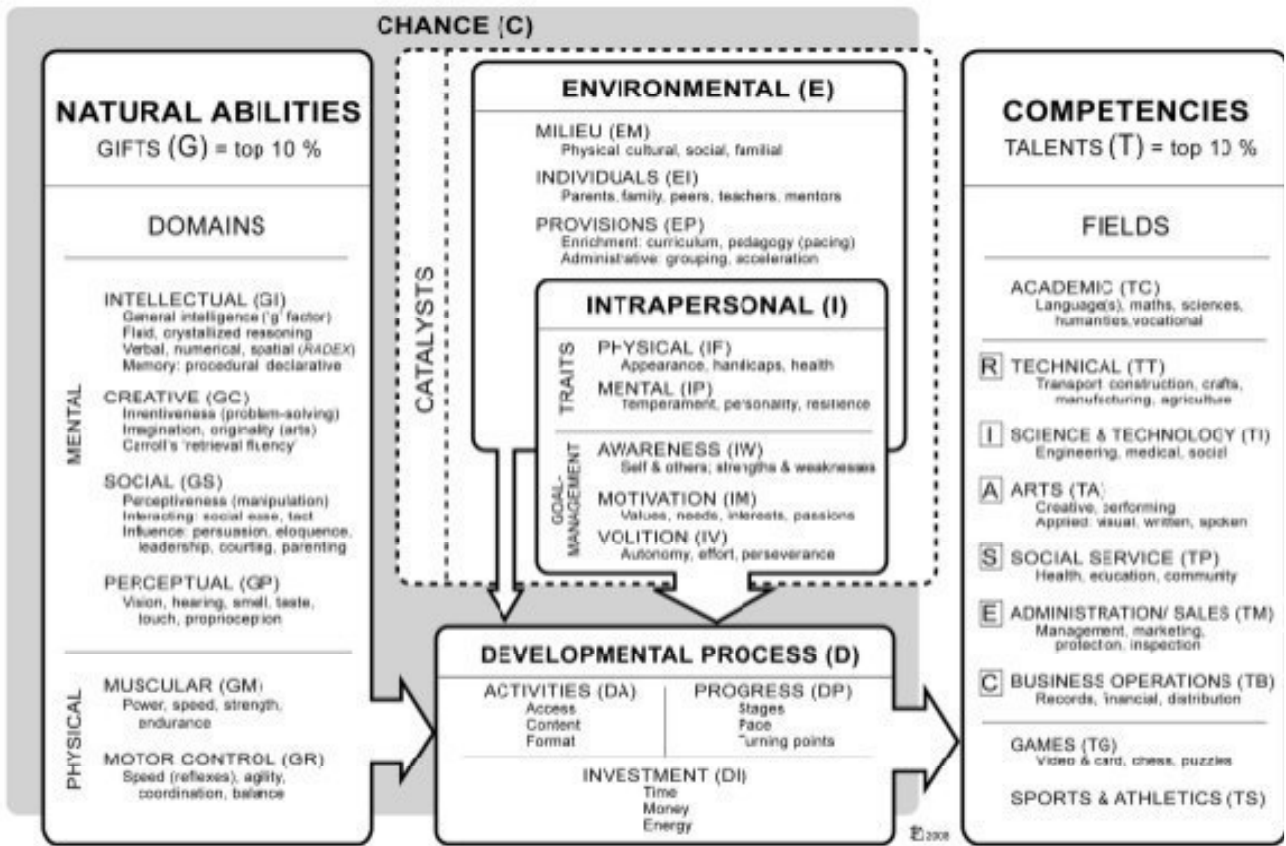 CHANCE (C)
NATURAL ABILITIES
GIFTS (G) = top 10 %
DOMAINS
MENTAL
INTELLECTUAL (GI)
General intelligence ('g' factor)
Fluid, crystallized reasoning
Verbal, numerical, spatial (RADEX)
Memory: procedural declarative
CREATIVE (GC)
Inventiveness (problem-solving)
Imagination, originality (arts)
Carroll's 'retrieval fluency'
SOCIAL (GS)
Perceptiveness (manipulation)
Interacting: social ease, tact
Influence: persuasion, eloquence,
leadership, courting, parenting
PERCEPTUAL (GP)
Vision, hearing, smell, taste,
touch, proprioception
PHYSICAL
MUSCULAR (GM)
Power, speed, strength,
endurance
MOTOR CONTROL (GR)
Speed (reflexes), agility,
coordination, balance
CATALYSTS
ENVIRONMENTAL (E)
MILIEU (EM)
Physical cultural, social, familial
INDIVIDUALS (EI)
Parents, family, peers, teachers, mentors
PROVISIONS (EP)
Enrichment: curriculum, pedagogy (pacing)
Administrative: grouping, acceleration
INTRAPERSONAL (I)
TRAITS
PHYSICAL (IF)
Appearance, handicaps, health
MENTAL (IP)
Temperament, personality, resilience
GOAL-
MANAGEMENT
AWARENESS (IW)
Self & others; strengths & weaknesses
MOTIVATION (IM)
Values, needs, interests, passions
VOLITION (IV)
Autonomy, effort, perseverance
DEVELOPMENTAL PROCESS (D)
ACTIVITIES (DA)
Access
Content
Format
PROGRESS (DP)
Stages
Pace
Turning points
INVESTMENT (DI)
Time
Money
Energy
2008
COMPETENCIES
TALENTS (T) = top 10 %
FIELDS
ACADEMIC (TC)
Language(s), maths, sciences,
humanities, vocational
R TECHNICAL (TT)
Transport construction, crafts,
manufacturing, agriculture
I SCIENCE & TECHNOLOGY (TI)
Engineering, medical, social
A ARTS (TA)
Creative, performing
Applied: visual, written, spoken
S SOCIAL SERVICE (TP)
Health, education, community
E ADMINISTRATION/ SALES (TM)
Management, marketing,
protection, inspection
C BUSINESS OPERATIONS (TB)
Records, financial, distribution
GAMES (TG)
Video & card, chess, puzzles
SPORTS & ATHLETICS (TS)